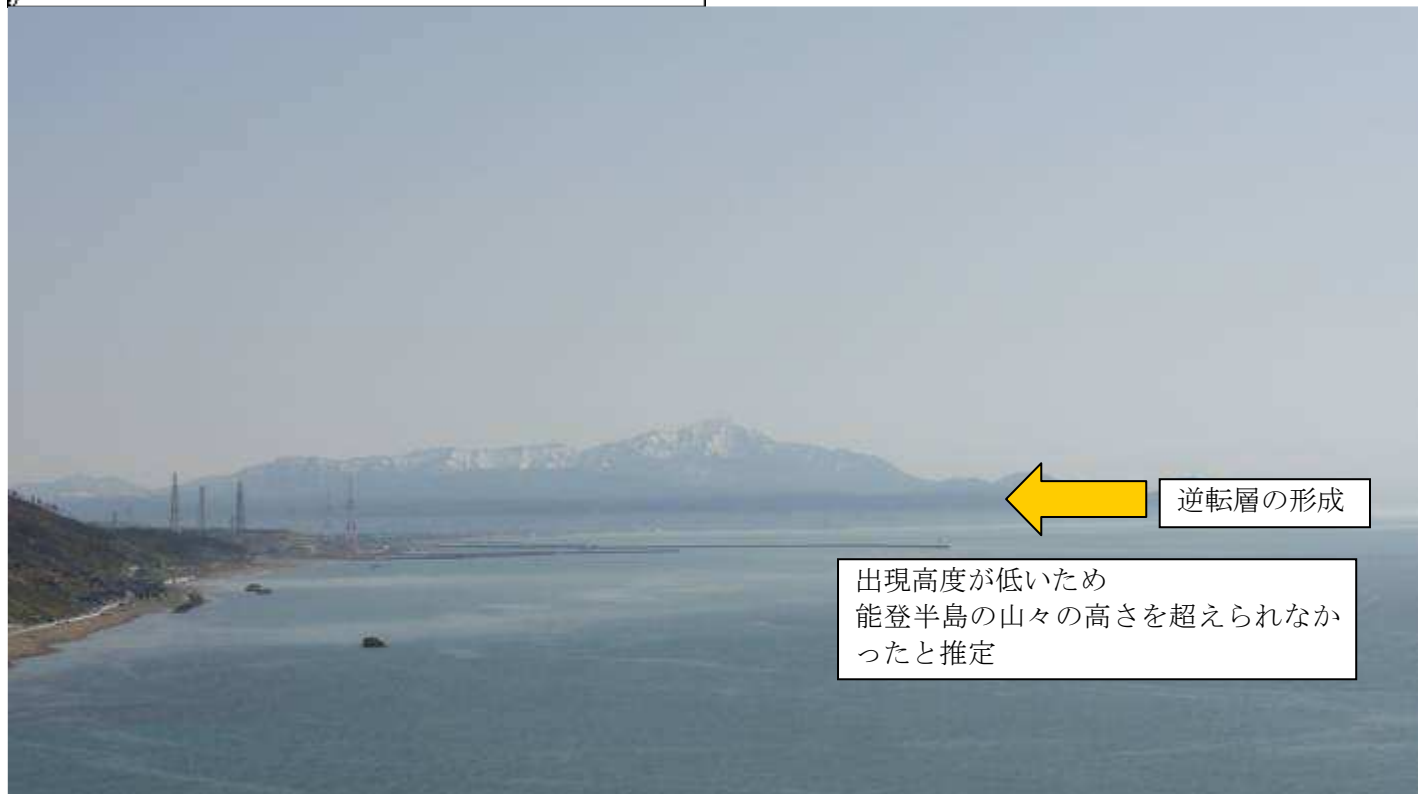 逆転層の形成
出現高度が低いため
能登半島の山々の高さを超えられなか
ったと推定